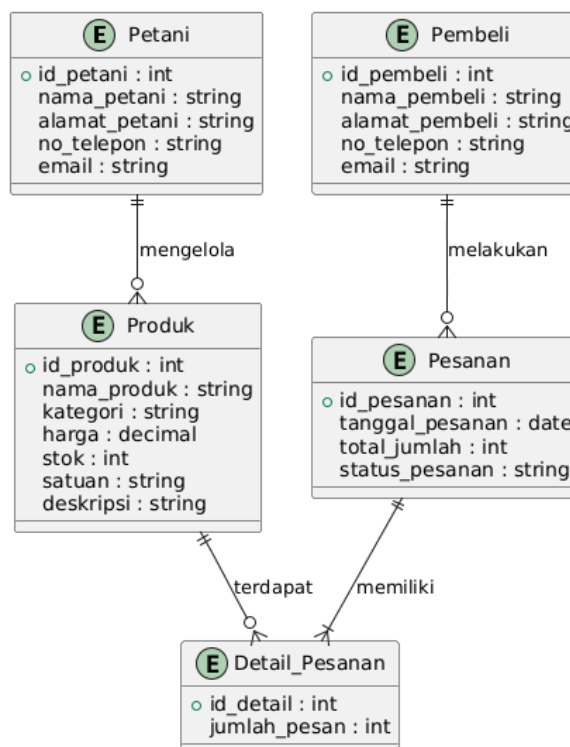 E Petani
id_petani : int
nama_petani : string
alamat_petani : string
no_telepon : string
email : string
E Pembeli
id_pembeli : int
nama_pembeli : string
alamat_pembeli : string
no_telepon : string
email : string
mengelola
melakukan
E Produk
id_produk : int
nama_produk : string
kategori : string
harga : decimal
stok : int
satuan : string
deskripsi : string
E Pesanan
id_pesanan : int
tanggal_pesanan : date
total_jumlah : int
status_pesanan : string
terdapat
memiliki
E Detail_Pesanan
id_detail : int
jumlah_pesan : int